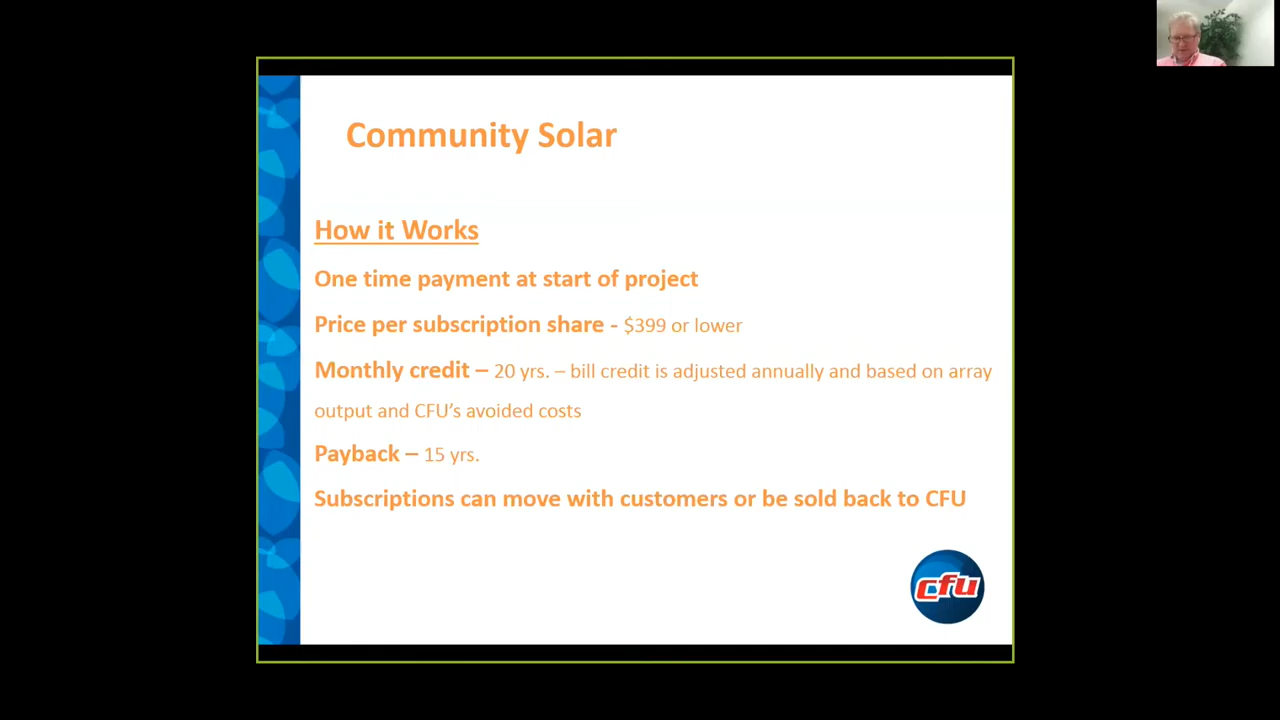 Community Solar
How it Works
One time payment at start of project
Price per subscription share - $399 or lower
Monthly credit – 20 yrs. – bill credit is adjusted annually and based on array
output and CFU's avoided costs
Payback – 15 yrs.
Subscriptions can move with customers or be sold back to CFU
cfu